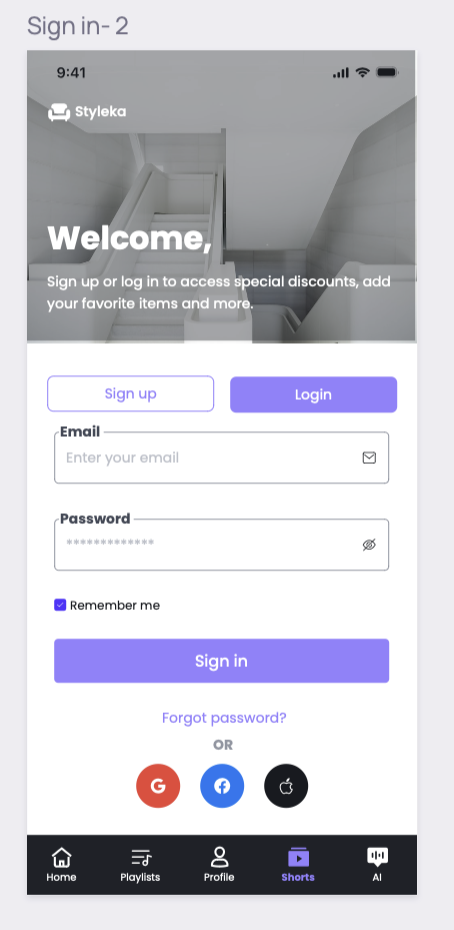 Sign in- 2
9:41
Styleka
Welcome,
Sign up or log in to access special discounts, add
your favorite items and more.
Sign up
Login
Email
Enter your email
Password
*************
Remember me
Sign in
Forgot password?
OR
Home
Playlists
Profile
Shorts
AI